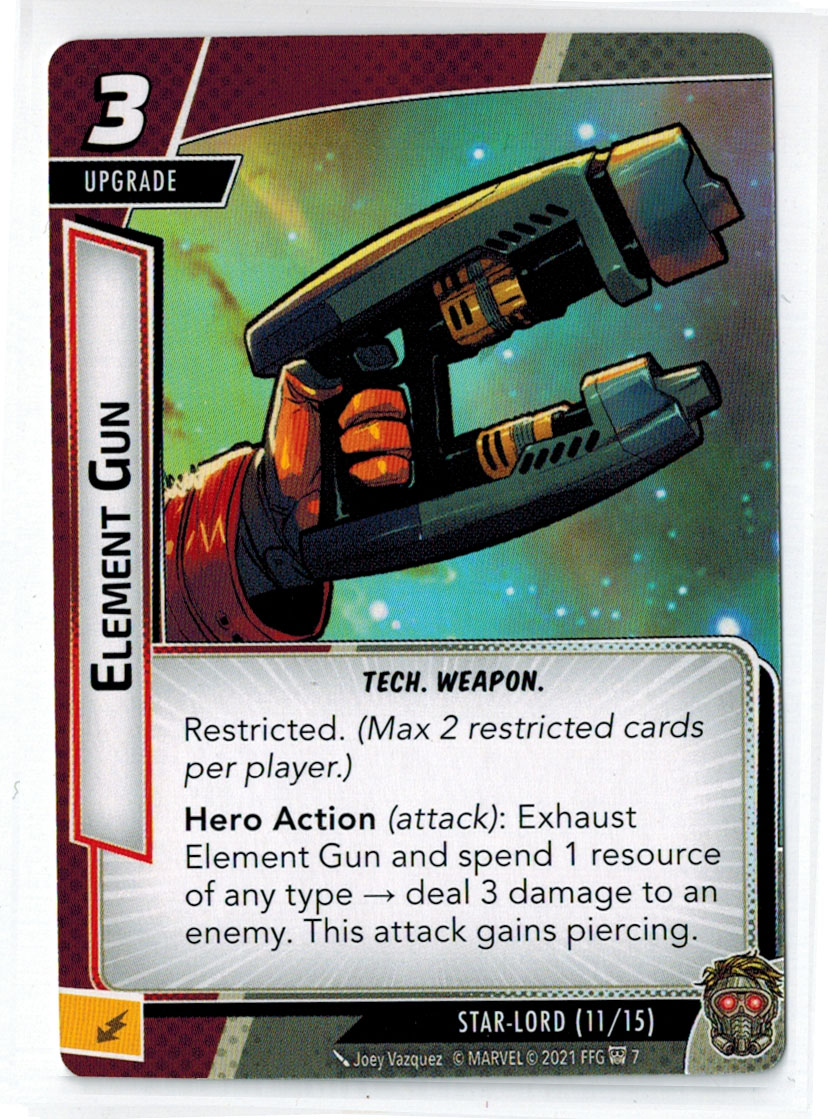 3
UPGRADE
ELEMENT GUN
TECH. WEAPON.
Restricted. (Max 2 restricted cards
per player.)
Hero Action (attack): Exhaust
Element Gun and spend 1 resource
of any type → deal 3 damage to an
enemy. This attack gains piercing.
STAR-LORD (11/15)
Joey Vazquez © MARVEL © 2021 FFG 7